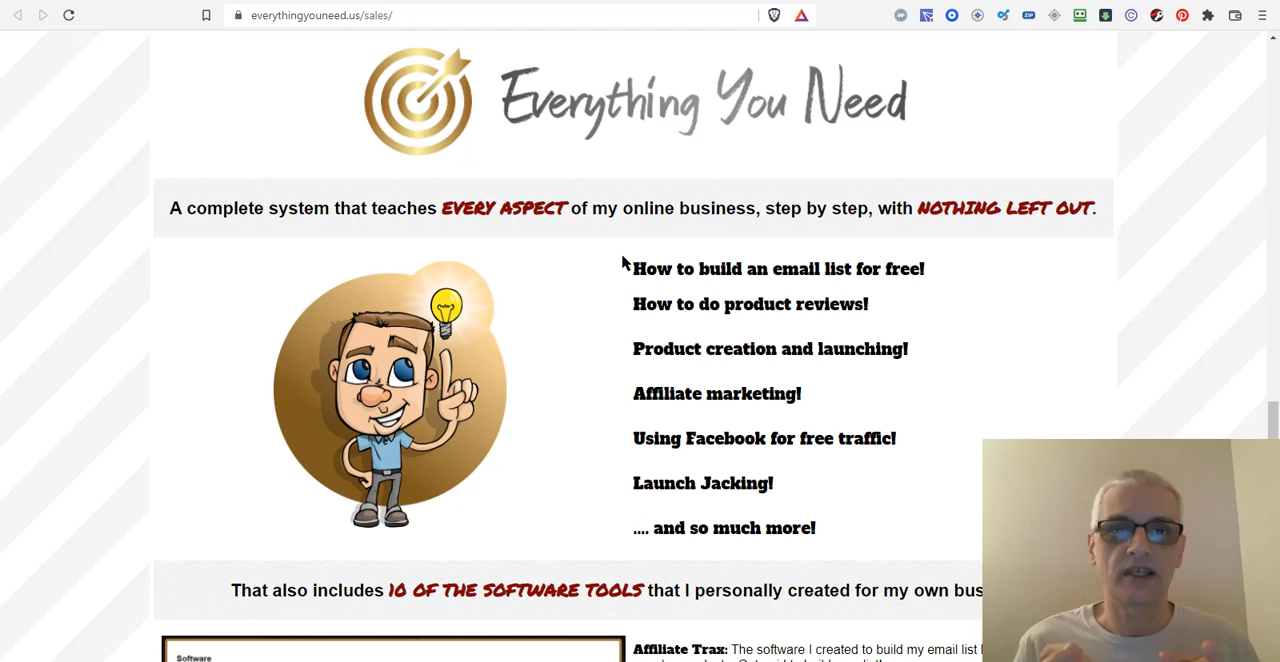 everythingyouneed.us/sales/
W
ZIP
Everything You Need
A complete system that teaches EVERY ASPECT of my online business, step by step, with NOTHING LEFT OUT.
How to build an email list for free!
How to do product reviews!
Product creation and launching!
Affiliate marketing!
Using Facebook for free traffic!
Launch Jacking!
.... and so much more!
That also includes 10 OF THE SOFTWARE TOOLS that I personally created for my own bus
Software
Affiliate Trax: The software I created to build my email list